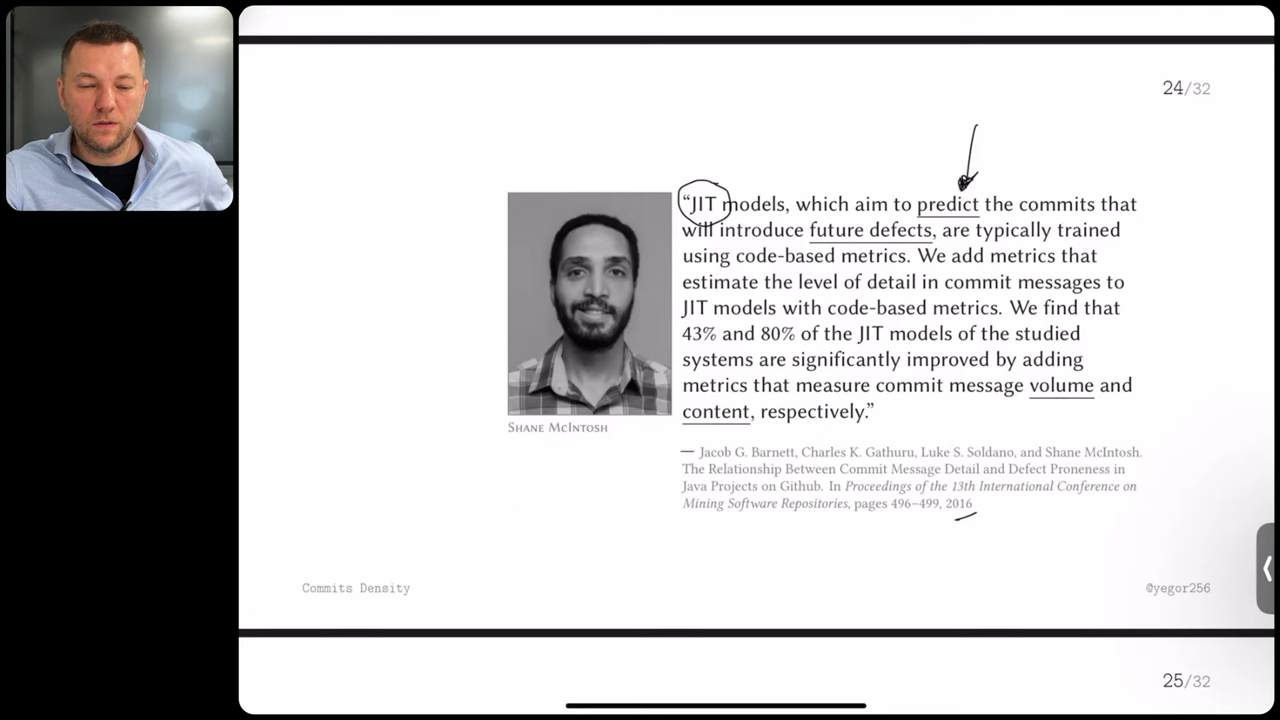 24/32
“JIT models, which aim to predict the commits that
will introduce future defects, are typically trained
using code-based metrics. We add metrics that
estimate the level of detail in commit messages to
JIT models with code-based metrics. We find that
43% and 80% of the JIT models of the studied
systems are significantly improved by adding
metrics that measure commit message volume and
content, respectively.”
Shane McIntosh
— Jacob G. Barnett, Charles K. Gathuru, Luke S. Soldano, and Shane McIntosh.
The Relationship Between Commit Message Detail and Defect Proneness in
Java Projects on Github. In Proceedings of the 13th International Conference on
Mining Software Repositories, pages 496–499, 2016
Commits Density
@yegor256
25/32